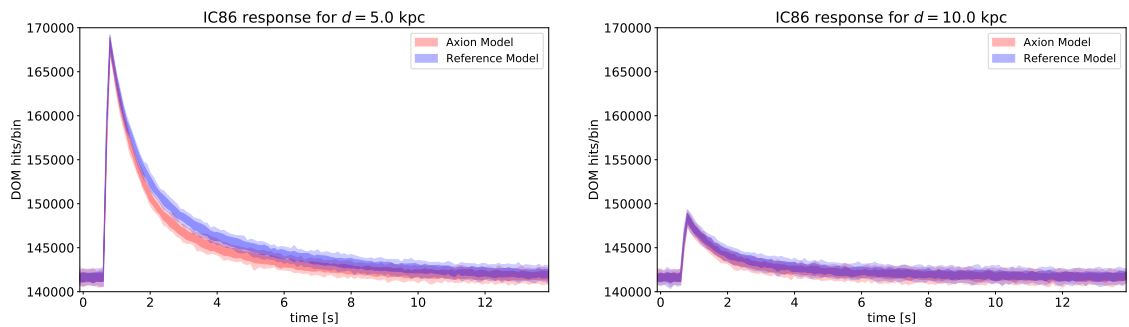 IC86 response for d = 5.0 kpc
170000
165000
160000
155000
150000
145000
140000
DOM hits/bin
Axion Model
Reference Model
0 2 4 6 8 10 12
time [s]
IC86 response for d = 10.0 kpc
170000
165000
160000
155000
150000
145000
140000
DOM hits/bin
Axion Model
Reference Model
0 2 4 6 8 10 12
time [s]